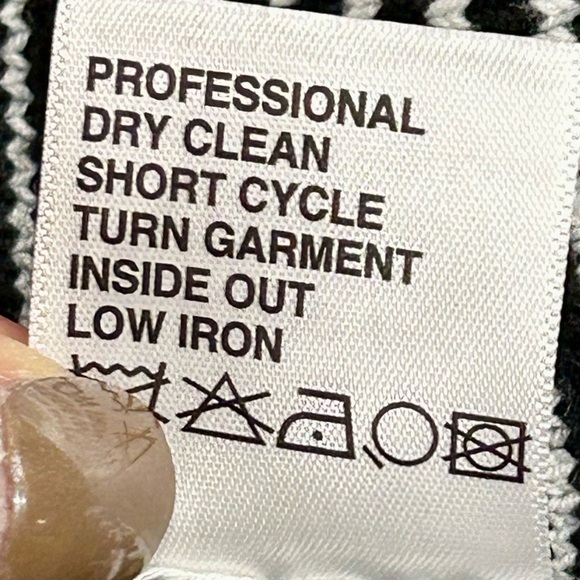 PROFESSIONAL
DRY CLEAN
SHORT CYCLE
TURN GARMENT
INSIDE OUT
LOW IRON